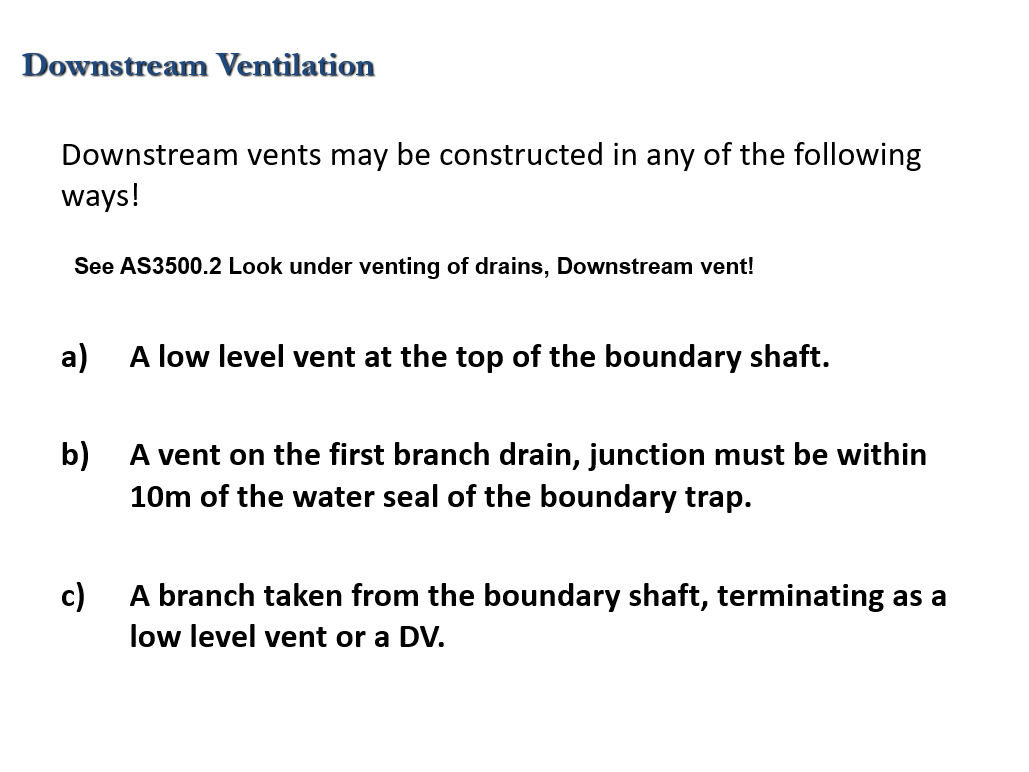 Downstream Ventilation
Downstream vents may be constructed in any of the following
ways!
See AS3500.2 Look under venting of drains, Downstream vent!
a) A low level vent at the top of the boundary shaft.
b) A vent on the first branch drain, junction must be within
10m of the water seal of the boundary trap.
c) A branch taken from the boundary shaft, terminating as a
low level vent or a DV.